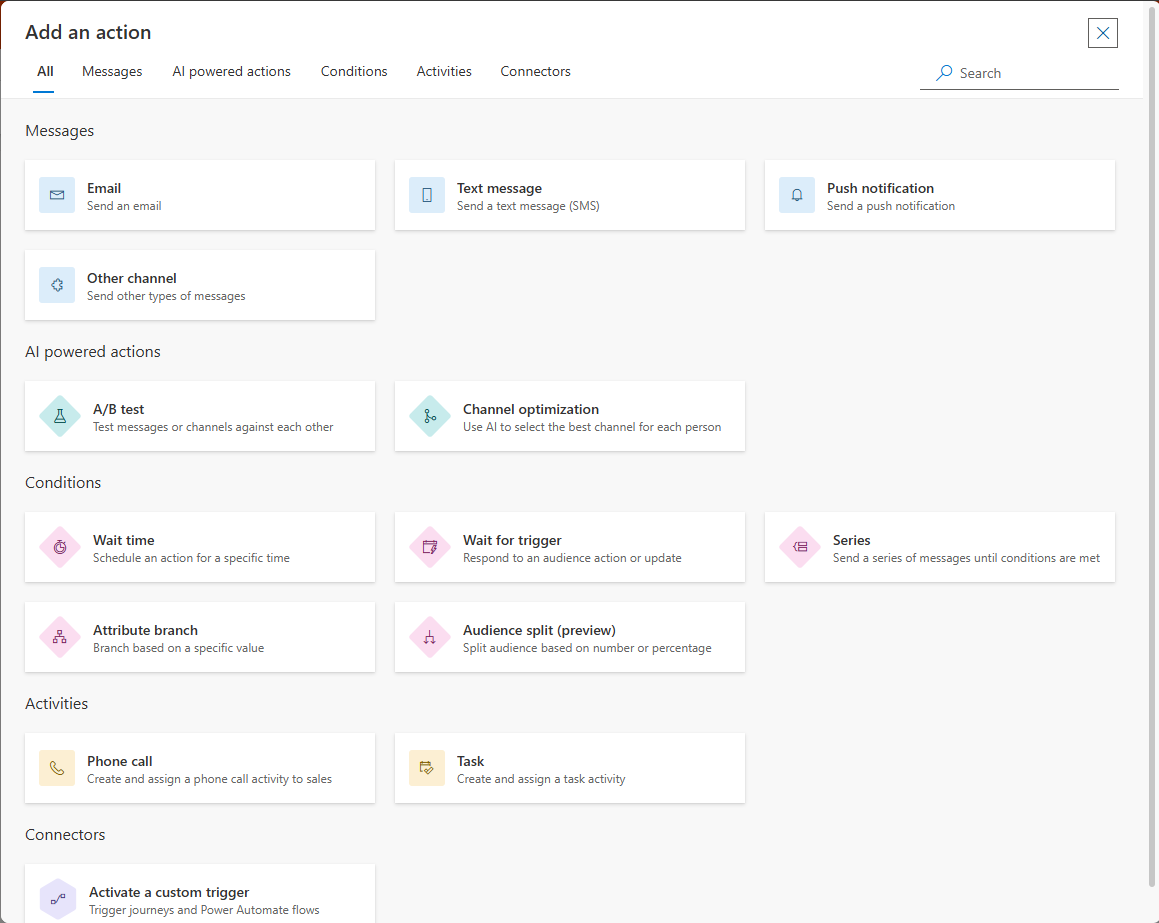 Add an action
All Messages AI powered actions Conditions Activities Connectors Search
Messages
Email
Send an email
Text message
Send a text message (SMS)
Push notification
Send a push notification
Other channel
Send other types of messages
AI powered actions
A/B test
Test messages or channels against each other
Channel optimization
Use AI to select the best channel for each person
Conditions
Wait time
Schedule an action for a specific time
Wait for trigger
Respond to an audience action or update
Series
Send a series of messages until conditions are met
Attribute branch
Branch based on a specific value
Audience split (preview)
Split audience based on number or percentage
Activities
Phone call
Create and assign a phone call activity to sales
Task
Create and assign a task activity
Connectors
Activate a custom trigger
Trigger journeys and Power Automate flows